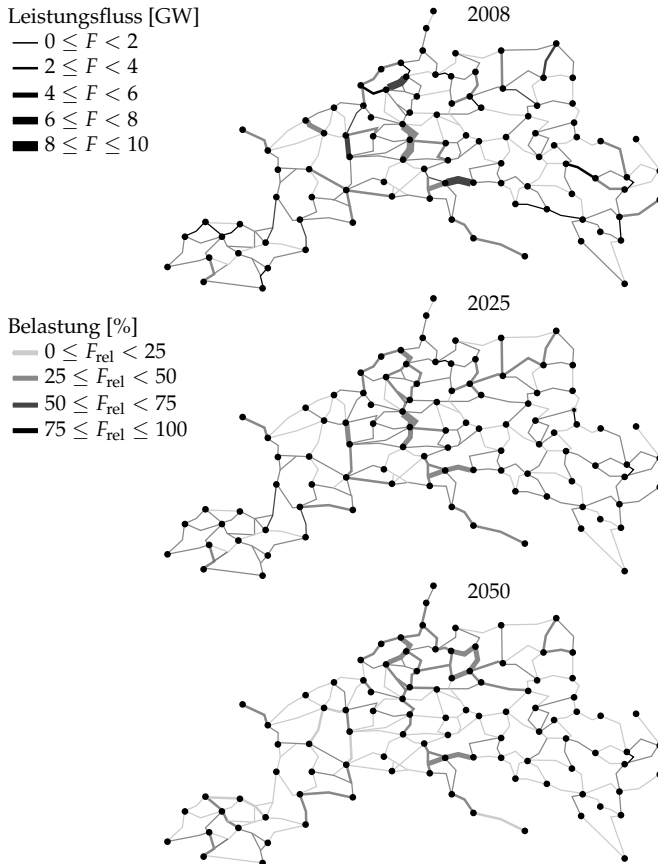 Leistungsfluss [GW]
0 ≤ F < 2
2 ≤ F < 4
4 ≤ F < 6
6 ≤ F < 8
8 ≤ F ≤ 10
2008
Belastung [%]
0 ≤ F_rel < 25
25 ≤ F_rel < 50
50 ≤ F_rel < 75
75 ≤ F_rel ≤ 100
2025
2050